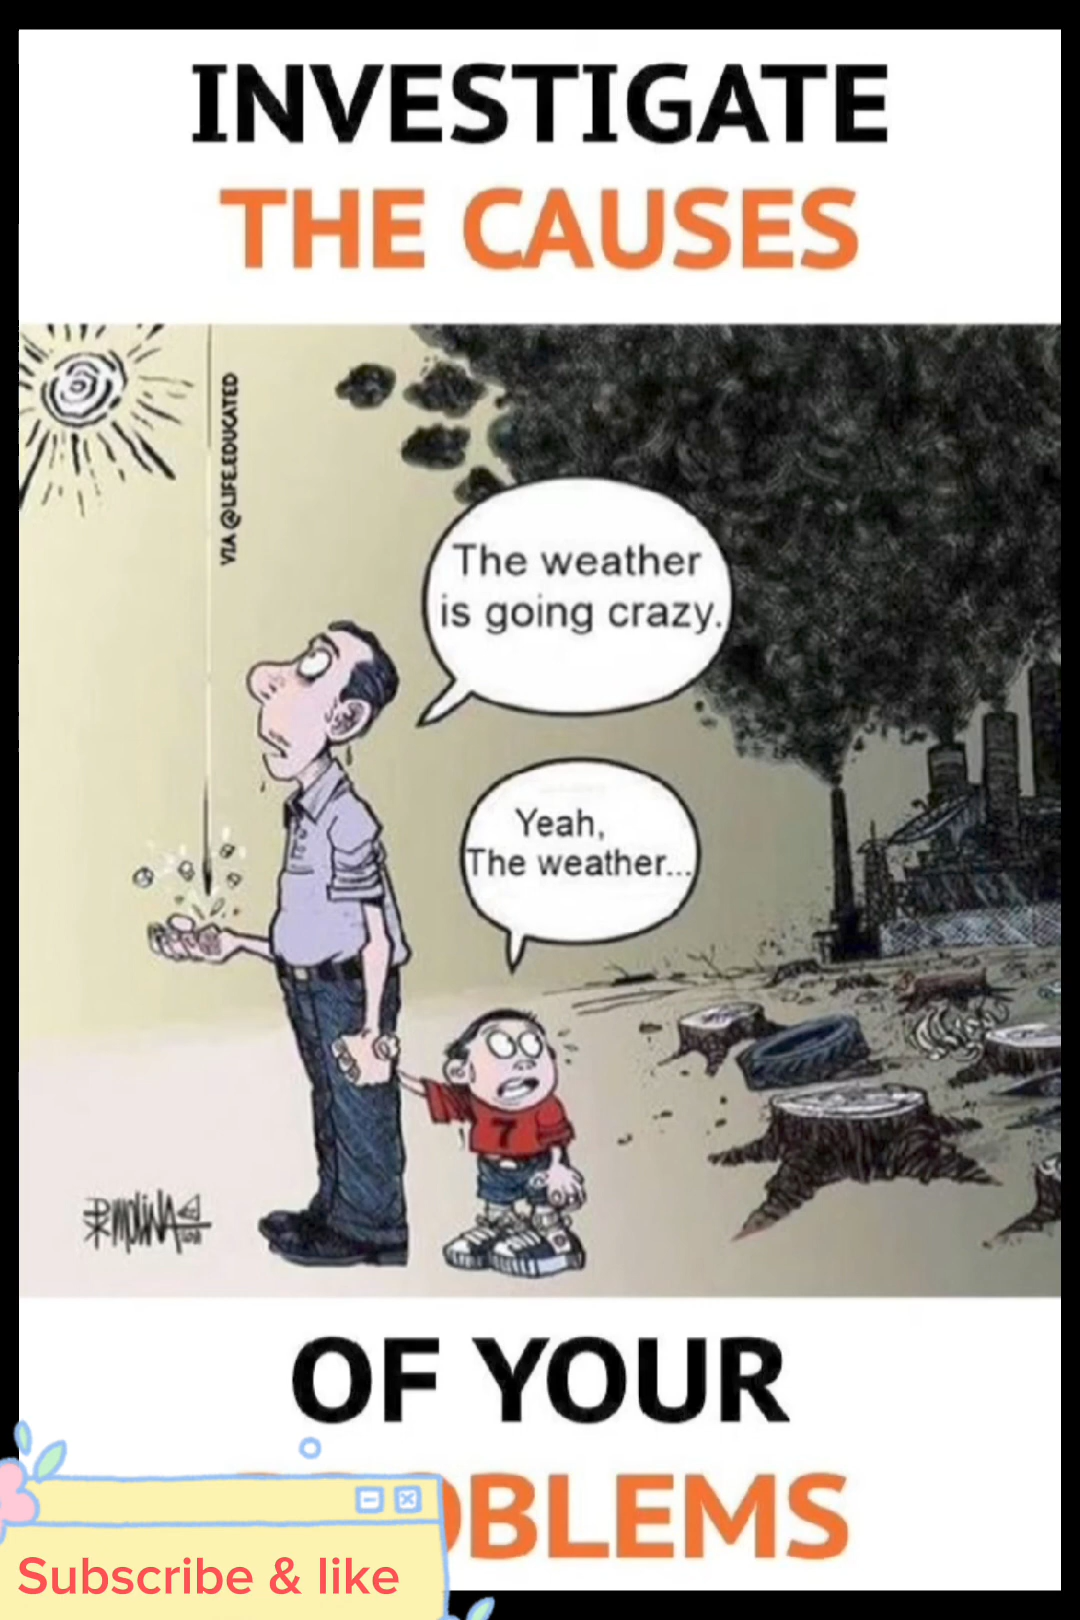 INVESTIGATE
THE CAUSES
VIA @LIFE.EDUCATED
The weather
is going crazy.
Yeah,
The weather...
7
OF YOUR
BLEMS
Subscribe & like